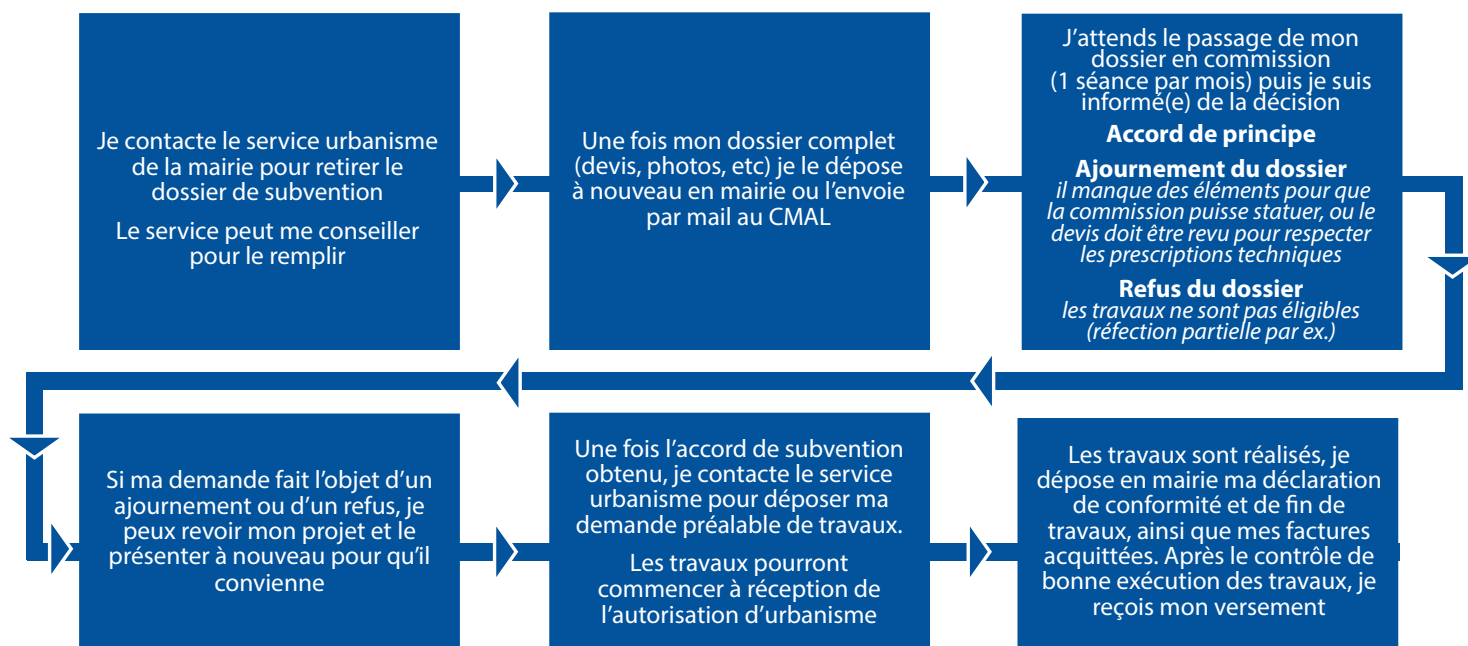 Je contacte le service urbanisme
de la mairie pour retirer le
dossier de subvention
Le service peut me conseiller
pour le remplir
Une fois mon dossier complet
(devis, photos, etc) je le dépose
à nouveau en mairie ou l’envoie
par mail au CMAL
J’attends le passage de mon
dossier en commission
(1 séance par mois) puis je suis
informé(e) de la décision
Accord de principe
Ajournement du dossier
il manque des éléments pour que
la commission puisse statuer, ou le
devis doit être revu pour respecter
les prescriptions techniques
Refus du dossier
les travaux ne sont pas éligibles
(réfection partielle par ex.)
Si ma demande fait l’objet d’un
ajournement ou d’un refus, je
peux revoir mon projet et le
présenter à nouveau pour qu’il
convienne
Une fois l’accord de subvention
obtenu, je contacte le service
urbanisme pour déposer ma
demande préalable de travaux.
Les travaux pourront
commencer à réception de
l’autorisation d’urbanisme
Les travaux sont réalisés, je
dépose en mairie ma déclaration
de conformité et de fin de
travaux, ainsi que mes factures
acquittées. Après le contrôle de
bonne exécution des travaux, je
reçois mon versement